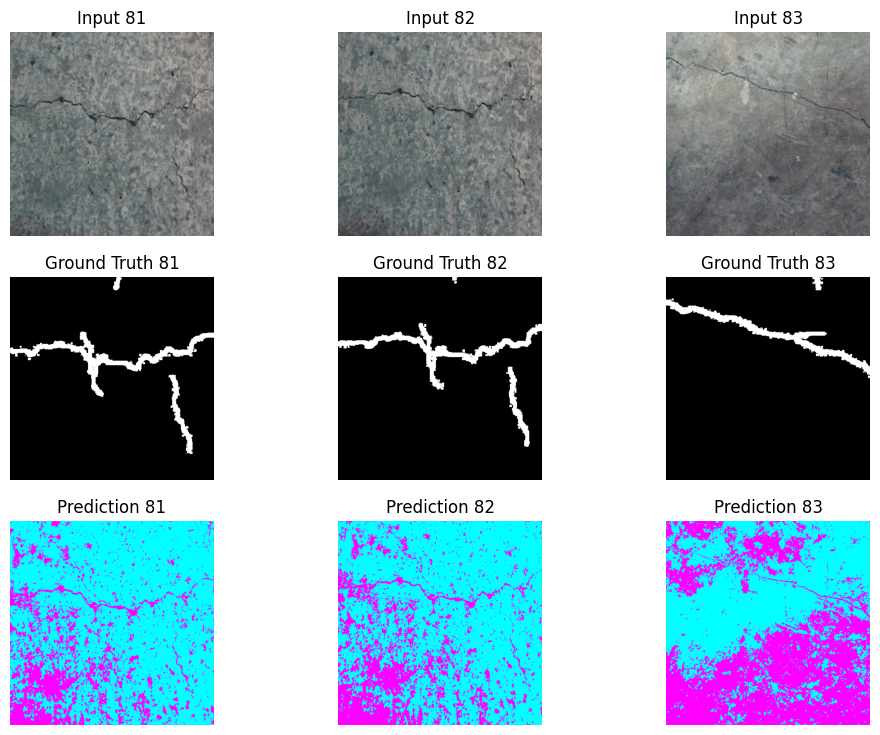 Input 81
Input 82
Input 83
Ground Truth 81
Ground Truth 82
Ground Truth 83
Prediction 81
Prediction 82
Prediction 83